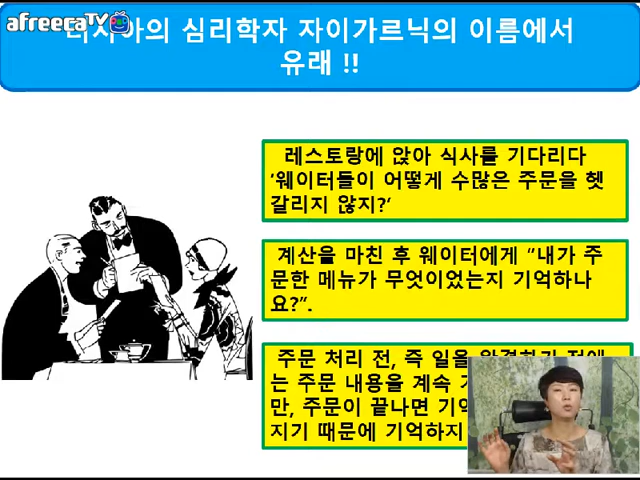 afreecaTV
심리학자 자이가르닉의 이름에서
유래 !!
레스토랑에 앉아 식사를 기다리다
'웨이터들이 어떻게 수많은 주문을 헷
갈리지 않지?'
계산을 마친 후 웨이터에게 "내가 주
문한 메뉴가 무엇이었는지 기억하나
요?".
주문 처리 전, 즉 일을
는 주문 내용을 계속
만, 주문이 끝나면
지기 때문에 기억하지